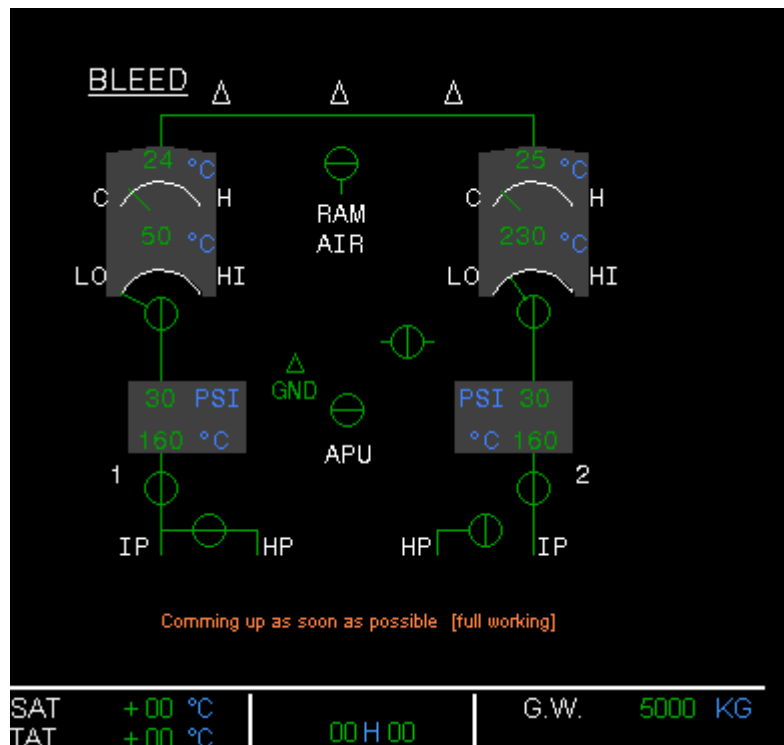 BLEED
24 °C
25 °C
C H
C H
RAM
AIR
50 °C
230 °C
LO HI
LO HI
GND
30 PSI
PSI 30
160 °C
°C 160
APU
1
2
IP HP
HP IP
Comming up as soon as possible [full working]
SAT +00 °C
G.W. 5000 KG
TAT +00 °C
00 H 00